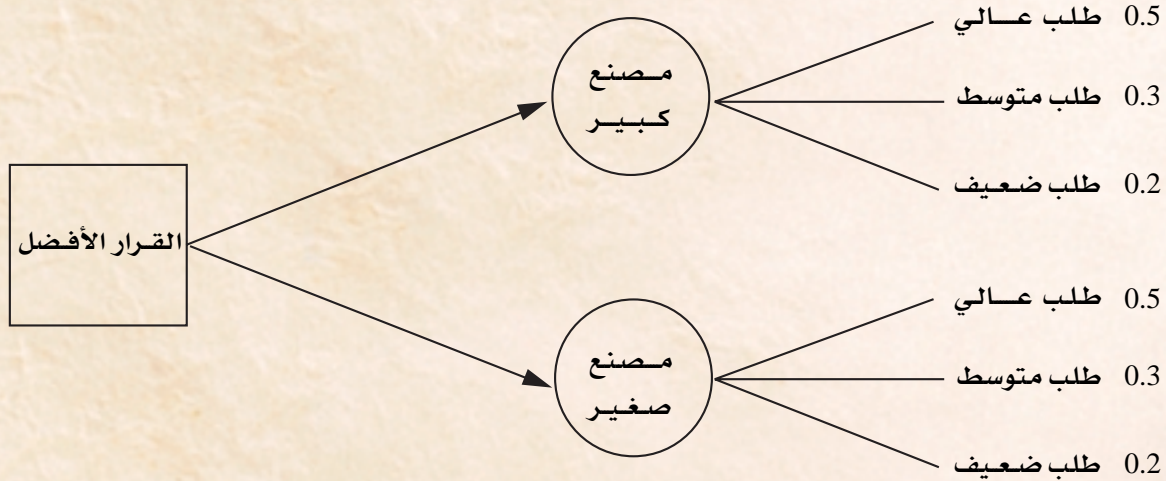 طلب عالي 0.5
مصنع
كبير
طلب متوسط 0.3
طلب ضعيف 0.2
القرار الأفضل
طلب عالي 0.5
مصنع
صغير
طلب متوسط 0.3
طلب ضعيف 0.2